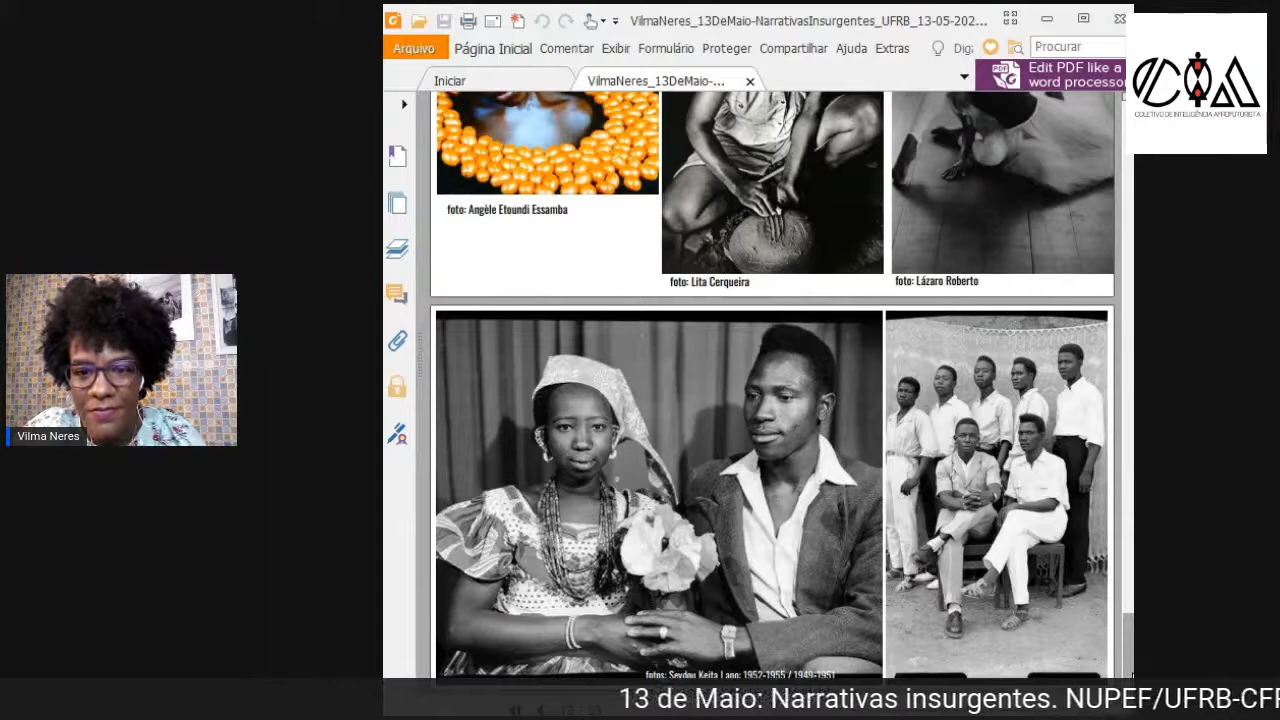 VilmaNeres_13DeMaio-NarrativasInsurgentes_UFRB_13-05-202...
Arquivo Página Inicial Comentar Exibir Formulário Proteger Compartilhar Ajuda Extras Procurar
Iniciar
VilmaNeres_13DeMaio-...
Edit PDF like a
word processo
COLETIVO DE INTELIGÊNCIA AFROFUTURISTA
foto: Angèle Etoundi Essamba
foto: Lita Cerqueira
foto: Lázaro Roberto
Vilma Neres
fotos: Seydou Keita | ano: 1952-1955 / 1949-1951
13 de Maio: Narrativas insurgentes. NUPEF/UFRB-CF